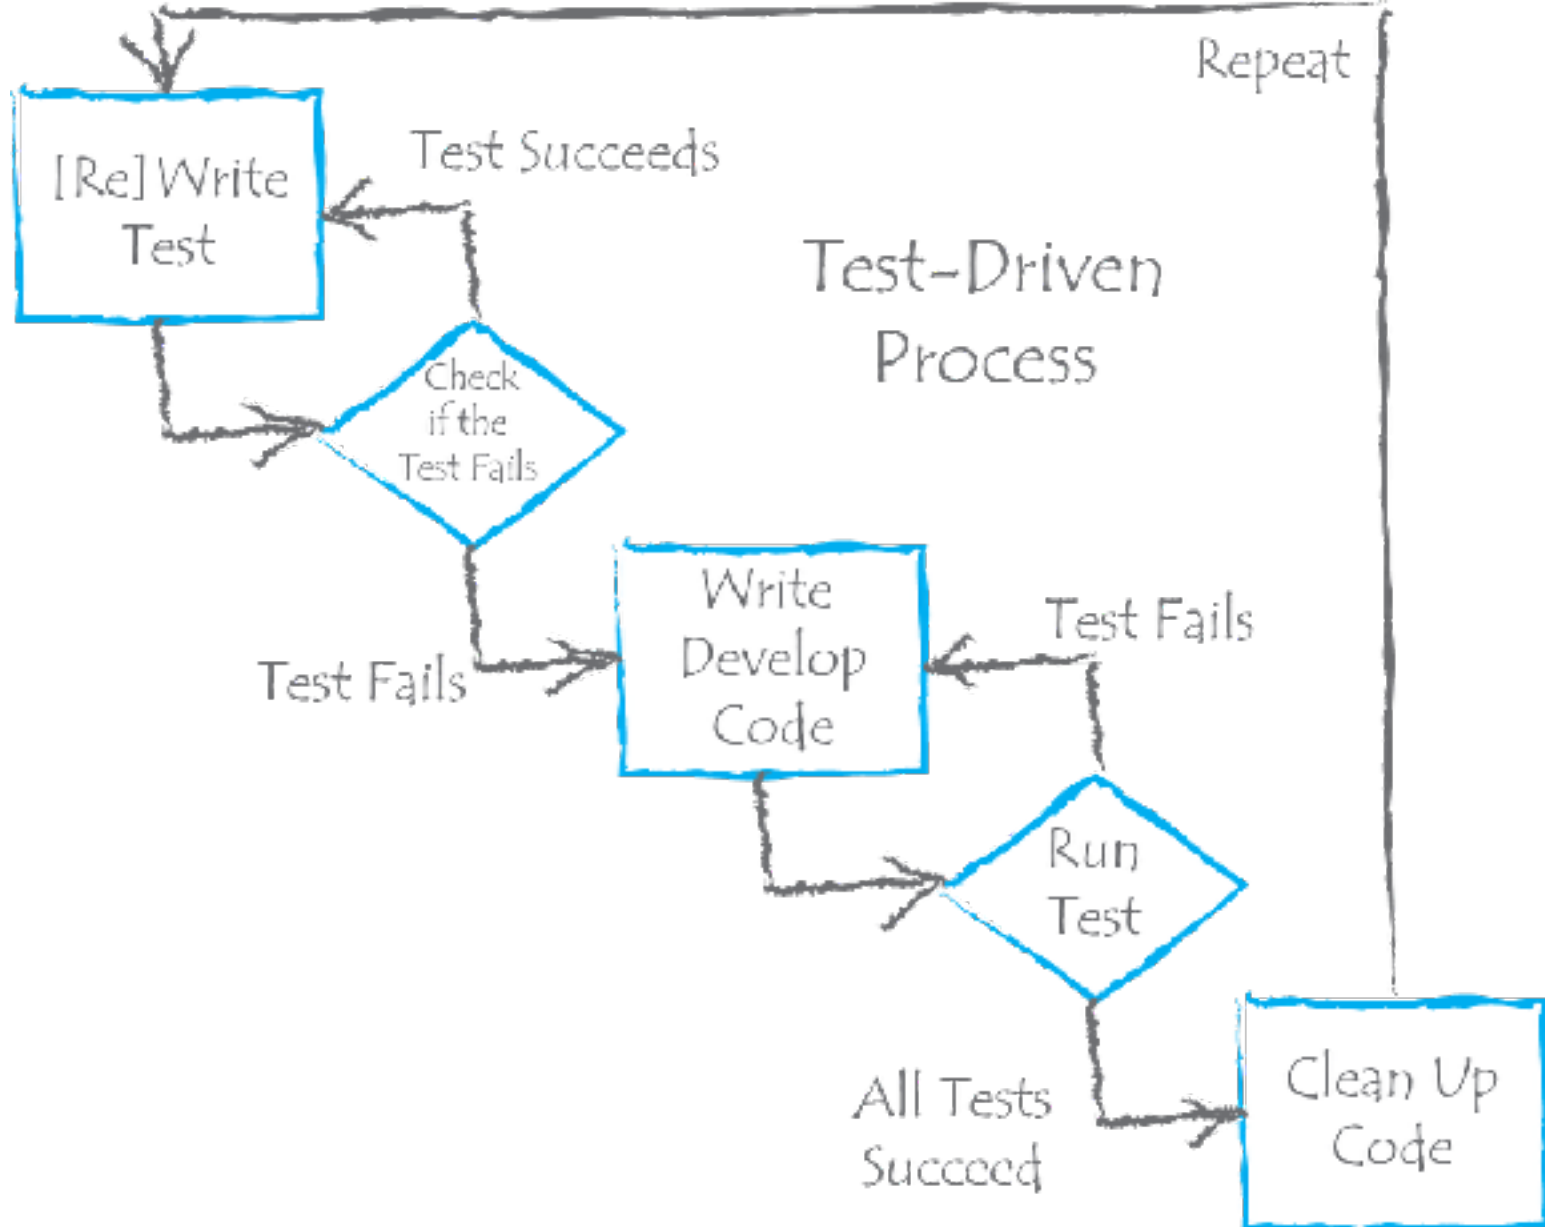 Repeat
[Re] Write
Test
Test Succeeds
Test-Driven
Process
Check
if the
Test Fails
Test Fails
Write
Develop
Code
Test Fails
Run
Test
All Tests
Succeed
Clean Up
Code